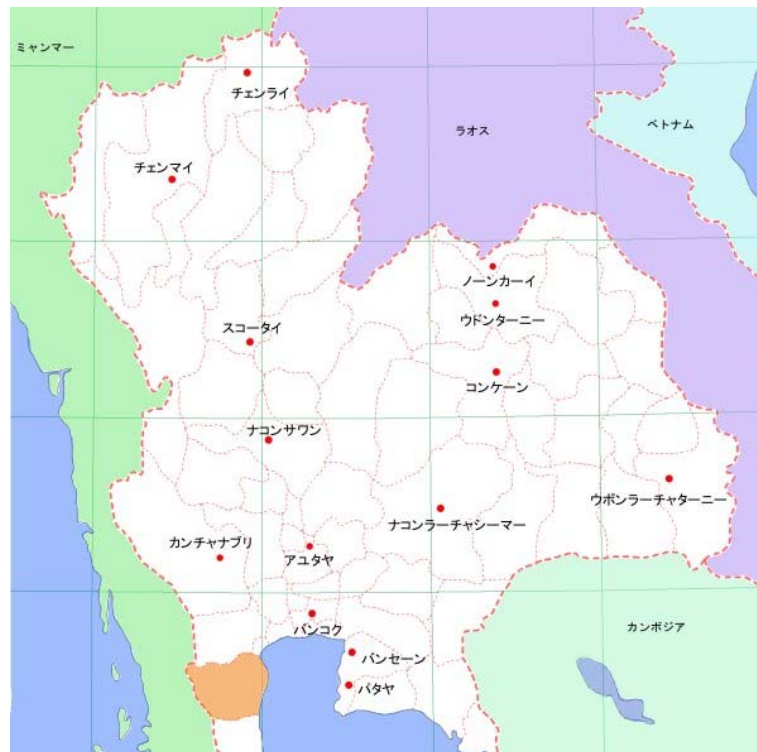 ミャンマー
チェンライ
ラオス
ベトナム
チェンマイ
ノーンカーイ
ウドンターニー
スコータイ
コンケーン
ナコンサワン
ウボンラーチャターニー
ナコンラーチャシーマー
カンチャナブリ
アユタヤ
バンコク
カンボジア
バンセーン
パタヤ